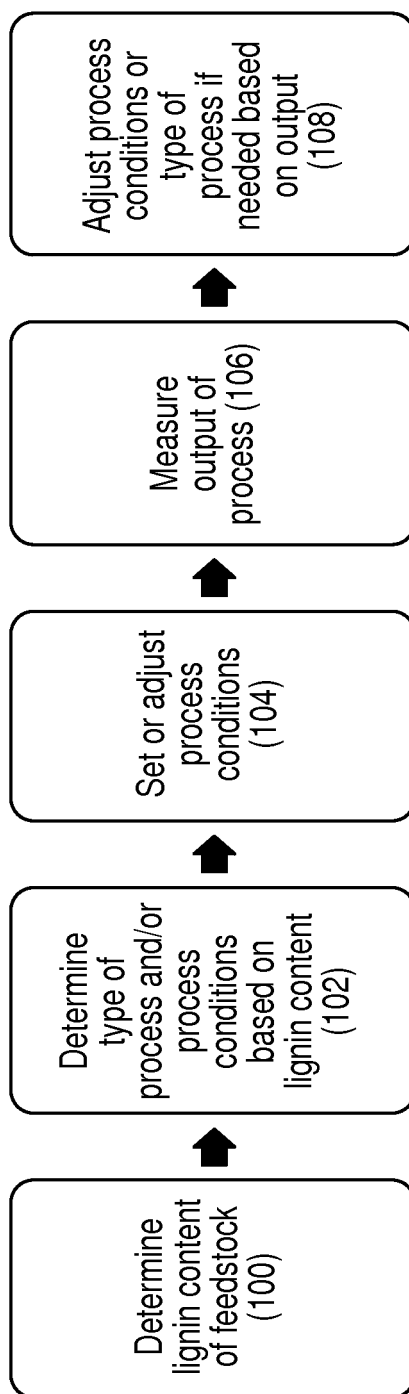 Determine
lignin content
of feedstock
(100)
Determine
type of
process and/or
process
conditions
based on
lignin content
(102)
Set or adjust
process
conditions
(104)
Measure
output of
process (106)
Adjust process
conditions or
type of
process if
needed based
on output
(108)